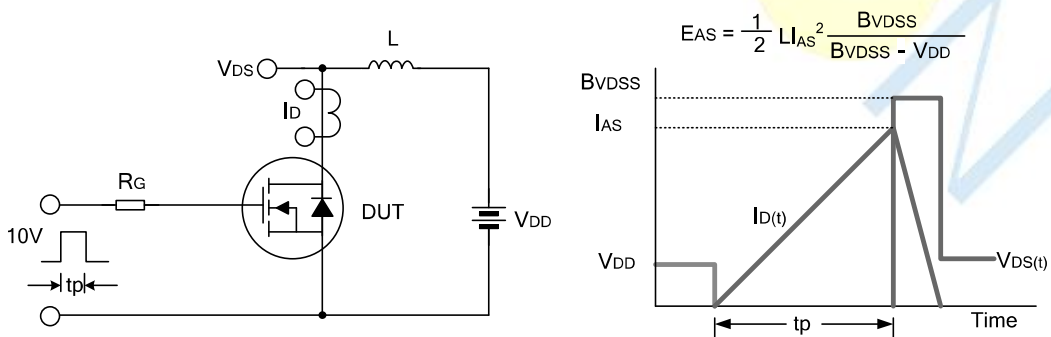 L
VDS
ID
RG
DUT
VDD
10V
tp
EAS = 1/2 LIAS² BVDSS / BVDSS - VDD
BVDSS
IAS
ID(t)
VDD
VDS(t)
tp
Time